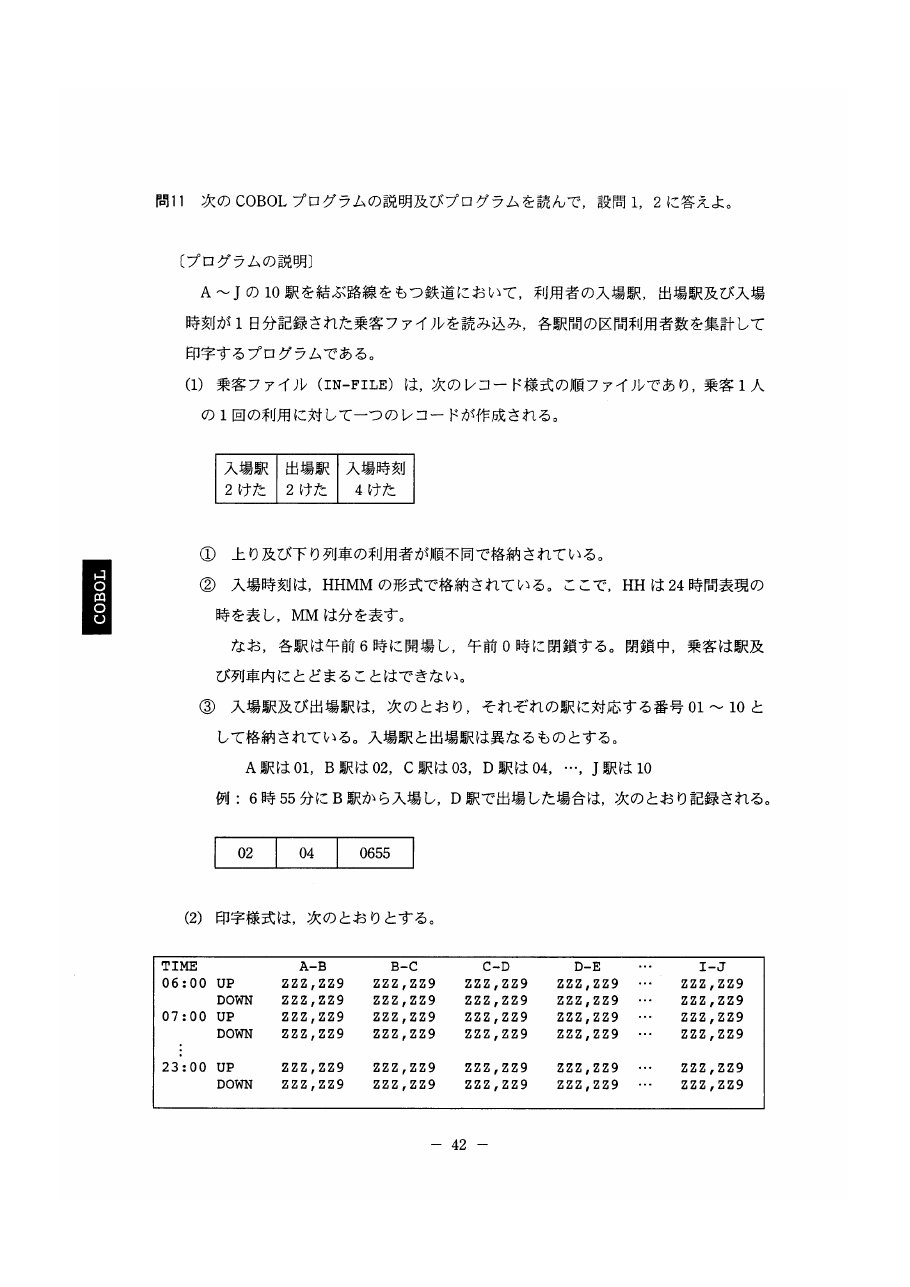 問11　次の COBOL プログラムの説明及びプログラムを読んで，設問 1，2 に答えよ。
〔プログラムの説明〕
A ～ J の 10 駅を結ぶ路線をもつ鉄道において，利用者の入場駅，出場駅及び入場
時刻が 1 日分記録された乗客ファイルを読み込み，各駅間の区間利用者数を集計して
印字するプログラムである。
(1)　乗客ファイル（IN-FILE）は，次のレコード様式の順ファイルであり，乗客 1 人
の 1 回の利用に対して一つのレコードが作成される。
入場駅 出場駅 入場時刻
2 けた 2 けた 4 けた
①　上り及び下り列車の利用者が順不同で格納されている。
②　入場時刻は，HHMM の形式で格納されている。ここで，HH は 24 時間表現の
時を表し，MM は分を表す。
なお，各駅は午前 6 時に開場し，午前 0 時に閉鎖する。閉鎖中，乗客は駅及
び列車内にとどまることはできない。
③　入場駅及び出場駅は，次のとおり，それぞれの駅に対応する番号 01 ～ 10 と
して格納されている。入場駅と出場駅は異なるものとする。
A 駅は 01，B 駅は 02，C 駅は 03，D 駅は 04，…，J 駅は 10
例：6 時 55 分に B 駅から入場し，D 駅で出場した場合は，次のとおり記録される。
02 04 0655
(2)　印字様式は，次のとおりとする。
TIME A-B B-C C-D D-E … I-J
06:00 UP ZZZ,ZZ9 ZZZ,ZZ9 ZZZ,ZZ9 ZZZ,ZZ9 … ZZZ,ZZ9
DOWN ZZZ,ZZ9 ZZZ,ZZ9 ZZZ,ZZ9 ZZZ,ZZ9 … ZZZ,ZZ9
07:00 UP ZZZ,ZZ9 ZZZ,ZZ9 ZZZ,ZZ9 ZZZ,ZZ9 … ZZZ,ZZ9
DOWN ZZZ,ZZ9 ZZZ,ZZ9 ZZZ,ZZ9 ZZZ,ZZ9 … ZZZ,ZZ9
⋮
23:00 UP ZZZ,ZZ9 ZZZ,ZZ9 ZZZ,ZZ9 ZZZ,ZZ9 … ZZZ,ZZ9
DOWN ZZZ,ZZ9 ZZZ,ZZ9 ZZZ,ZZ9 ZZZ,ZZ9 … ZZZ,ZZ9
COBOL
－ 42 －